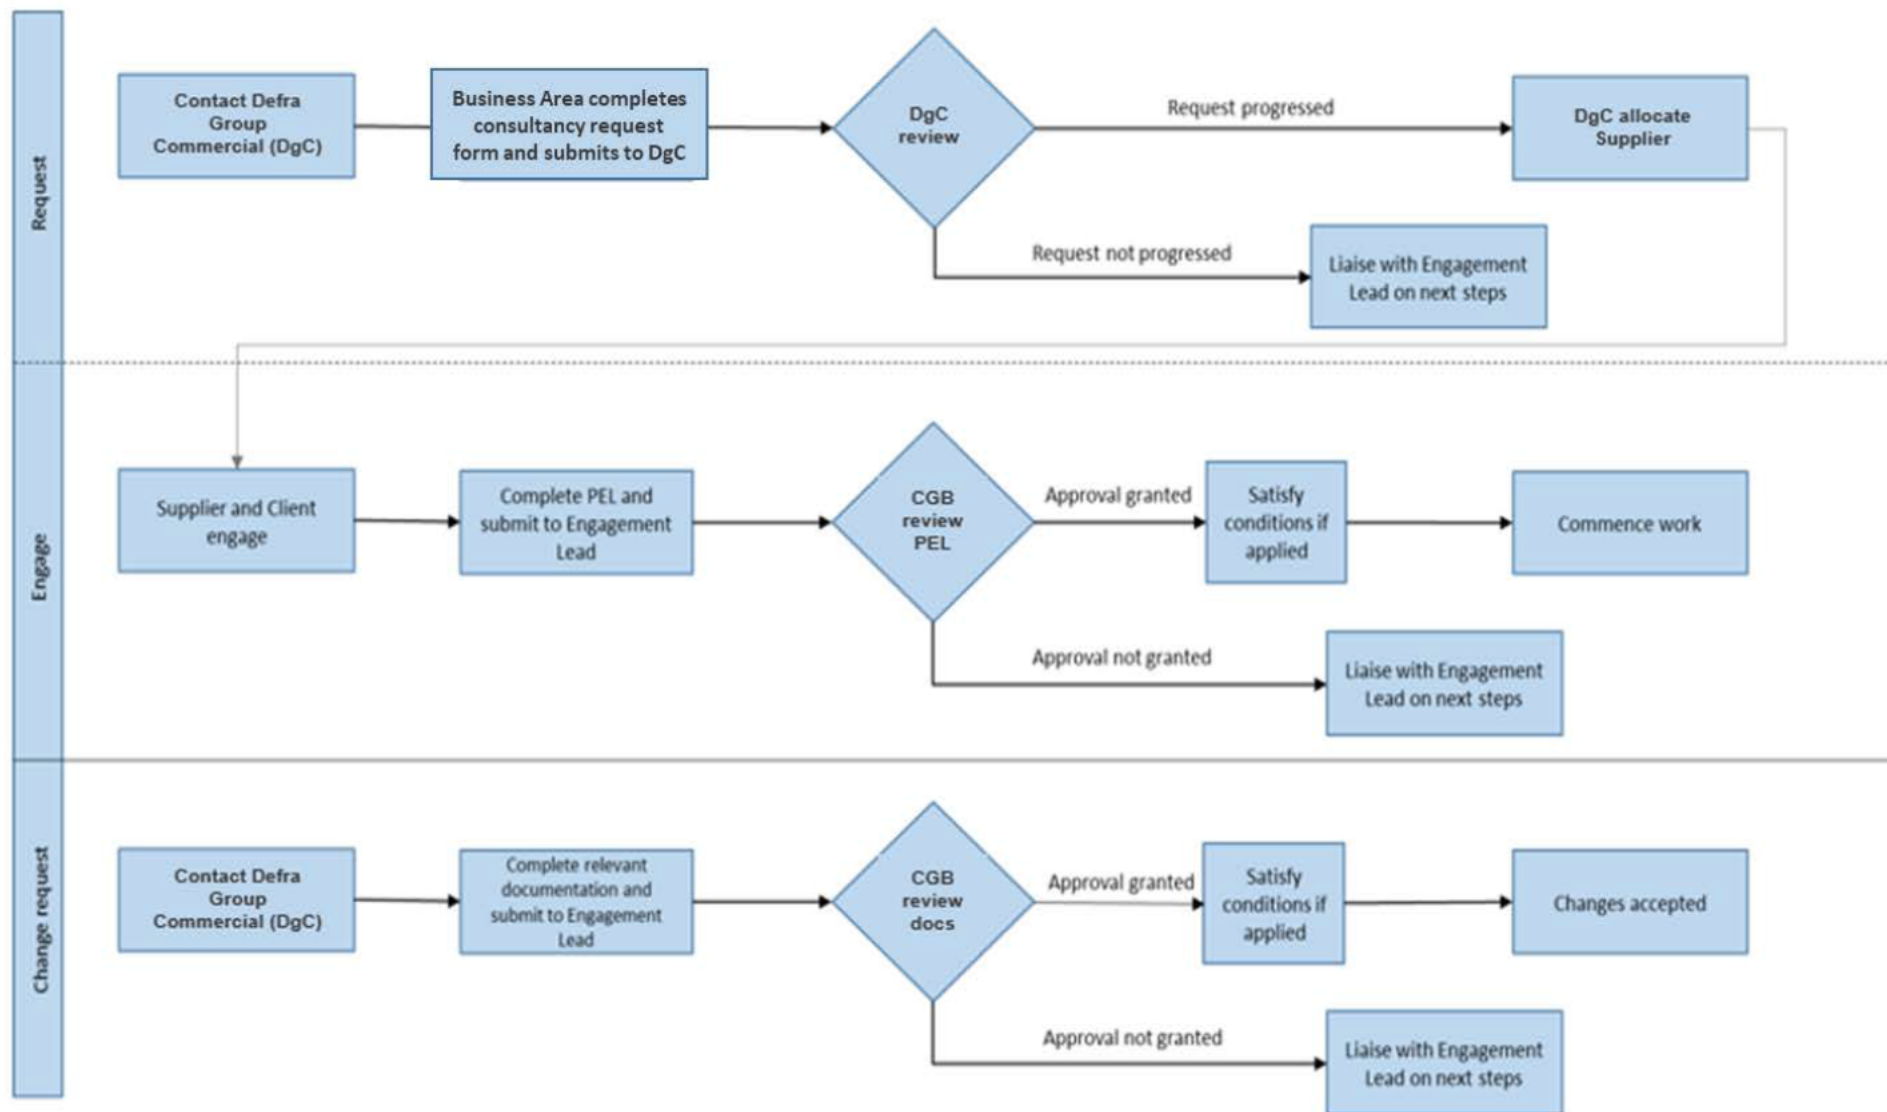 Request
Contact Defra
Group
Commercial (DgC)
Business Area completes
consultancy request
form and submits to DgC
DgC
review
Request progressed
DgC allocate
Supplier
Request not progressed
Liaise with Engagement
Lead on next steps
Engage
Supplier and Client
engage
Complete PEL and
submit to Engagement
Lead
CGB
review
PEL
Approval granted
Satisfy
conditions if
applied
Commence work
Approval not granted
Liaise with Engagement
Lead on next steps
Change request
Contact Defra
Group
Commercial (DgC)
Complete relevant
documentation and
submit to Engagement
Lead
CGB
review
docs
Approval granted
Satisfy
conditions if
applied
Changes accepted
Approval not granted
Liaise with Engagement
Lead on next steps